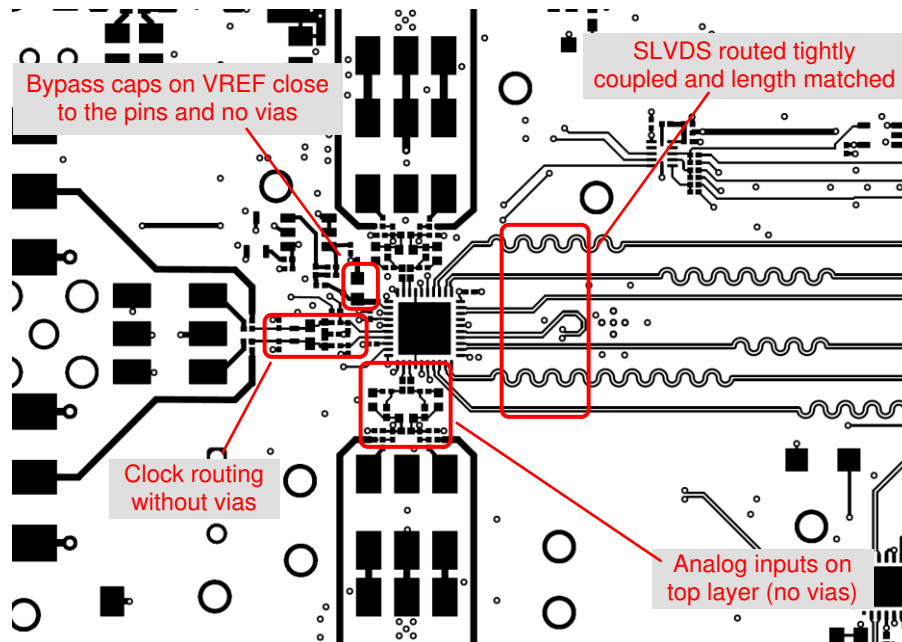 SLVDS routed tightly
coupled and length matched
Bypass caps on VREF close
to the pins and no vias
Clock routing
without vias
Analog inputs on
top layer (no vias)